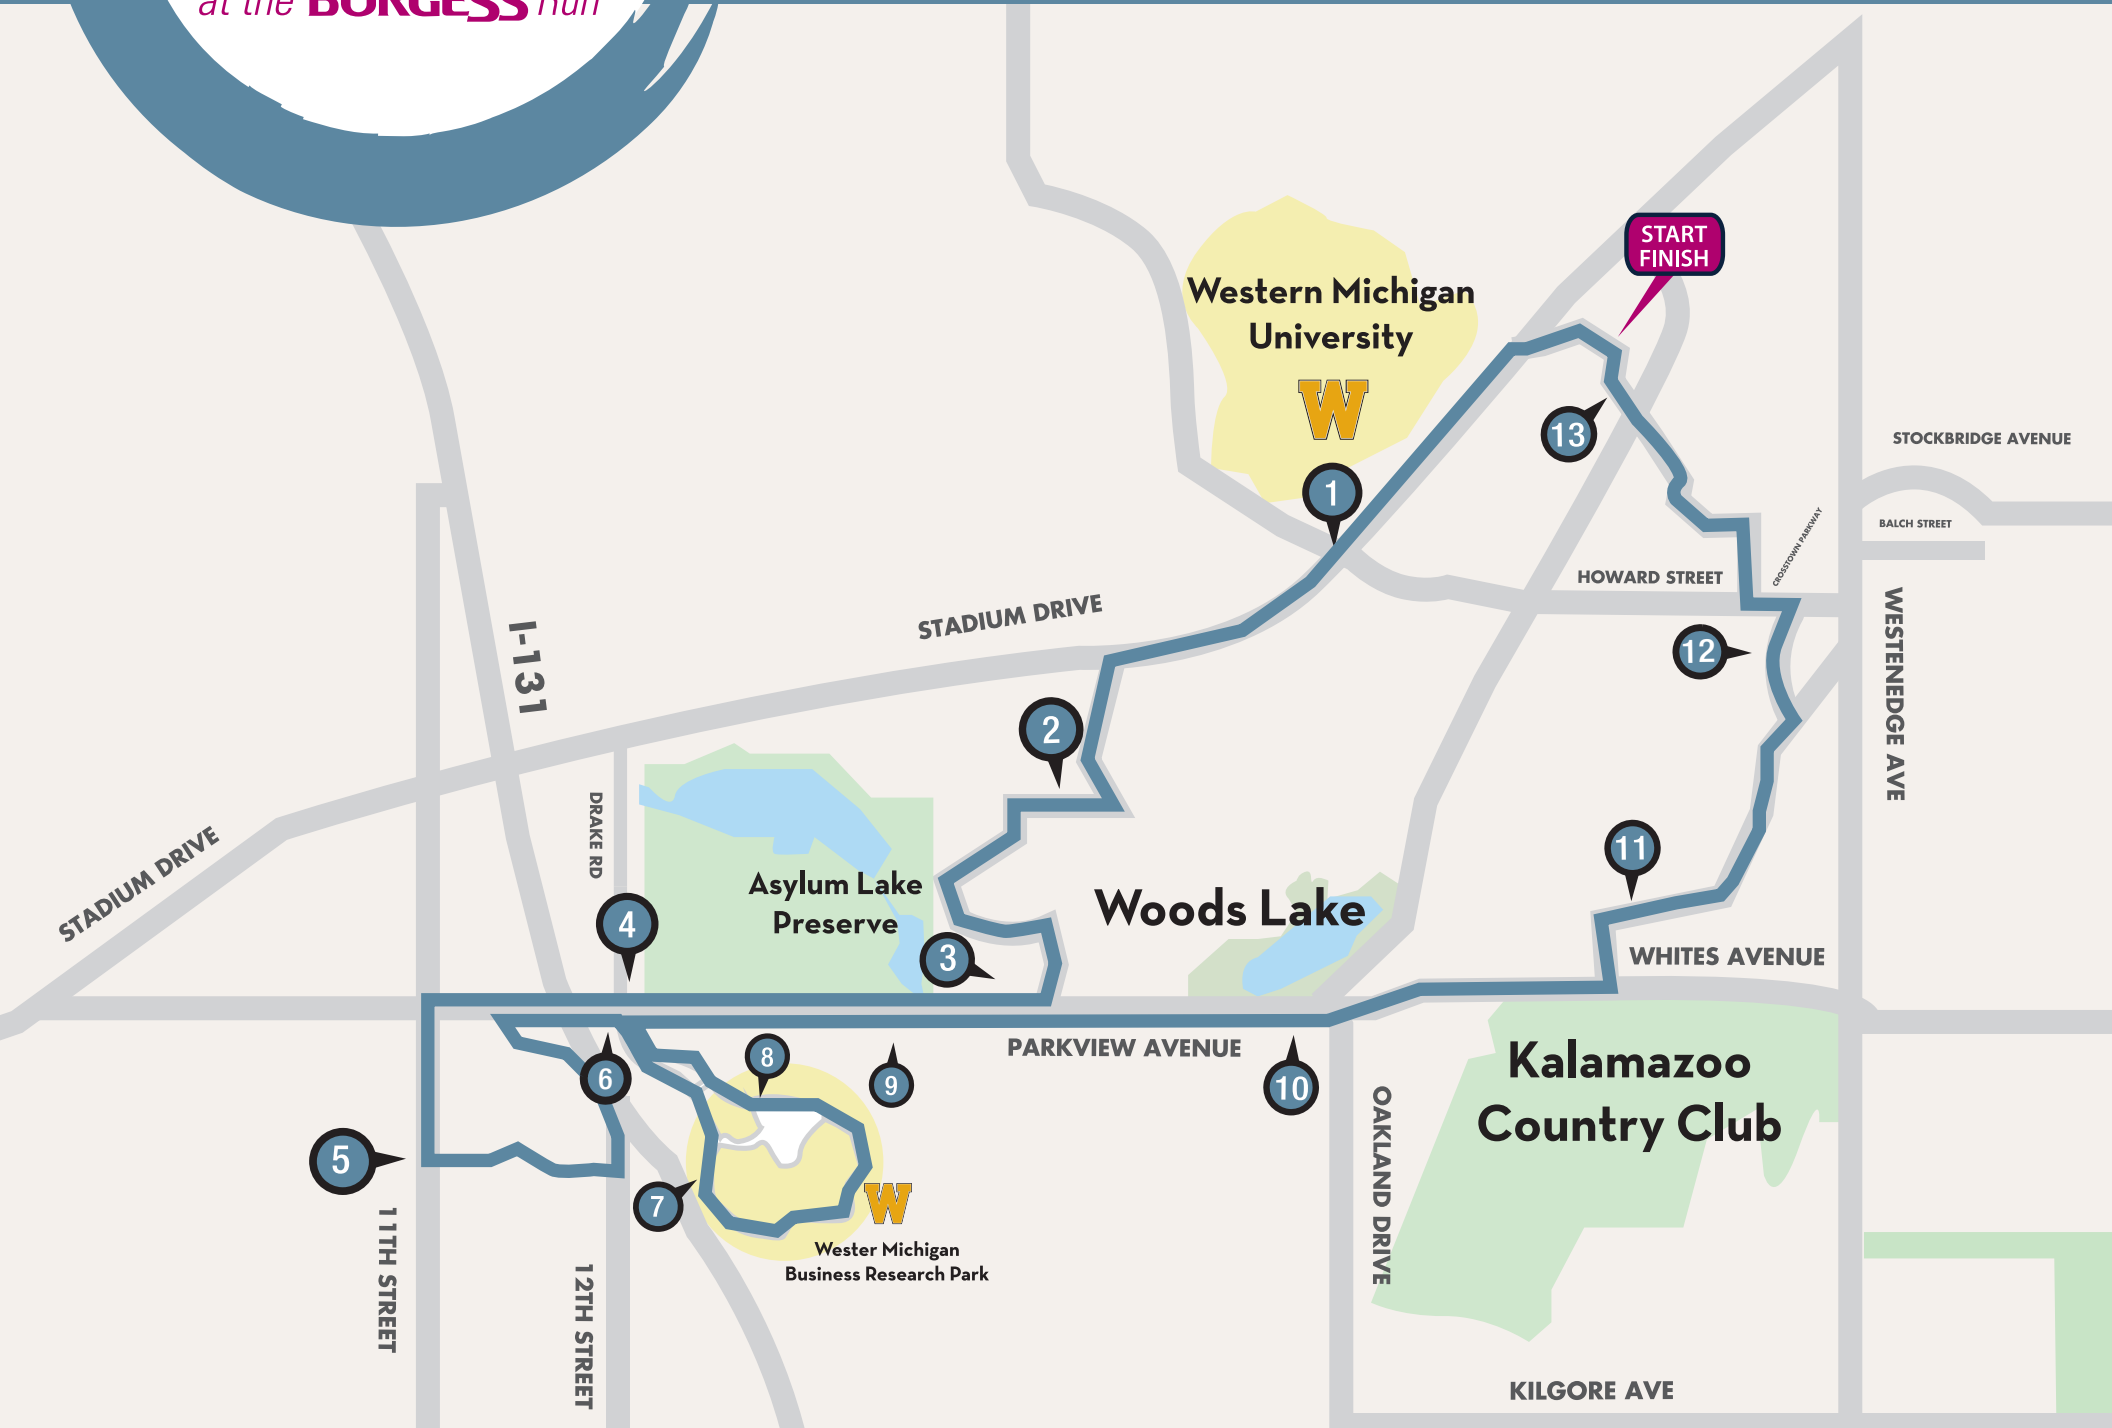 at the BORGESS Run
START
FINISH
Western Michigan
University
W
1
13
STOCKBRIDGE AVENUE
BALCH STREET
CROSSTOWN PARKWAY
HOWARD STREET
STADIUM DRIVE
I-131
12
WESTENEDGE AVE
2
DRAKE RD
STADIUM DRIVE
11
Asylum Lake
Preserve
Woods Lake
4
3
WHITES AVENUE
PARKVIEW AVENUE
Kalamazoo
Country Club
8
6
9
10
OAKLAND DRIVE
5
7
W
Wester Michigan
Business Research Park
11TH STREET
12TH STREET
KILGORE AVE